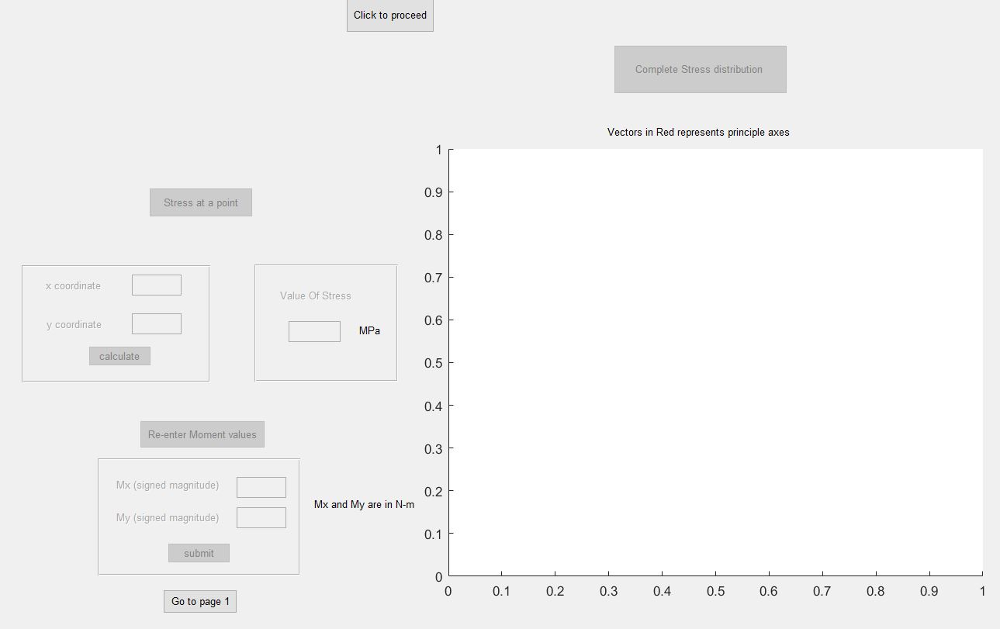 Click to proceed
Complete Stress distribution
Vectors in Red represents principle axes
Stress at a point
x coordinate
y coordinate
calculate
Value Of Stress
MPa
Re-enter Moment values
Mx (signed magnitude)
My (signed magnitude)
submit
Mx and My are in N-m
Go to page 1
1
0.9
0.8
0.7
0.6
0.5
0.4
0.3
0.2
0.1
0
0 0.1 0.2 0.3 0.4 0.5 0.6 0.7 0.8 0.9 1